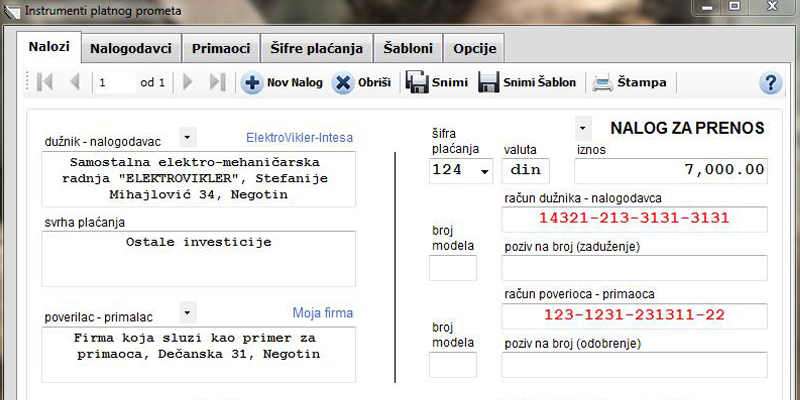 Instrumenti platnog prometa
Nalozi Nalogodavci Primaoci Šifre plaćanja Šabloni Opcije
1 od 1 Nov Nalog Obriši Snimi Snimi Šablon Štampa ?
dužnik - nalogodavac ElektroVikler-Intesa
Samostalna elektro-mehaničarska
radnja "ELEKTROVIKLER", Stefanije
Mihajlović 34, Negotin
svrha plaćanja
Ostale investicije
poverilac - primalac Moja firma
Firma koja sluzi kao primer za
primaoca, Dečanska 31, Negotin
NALOG ZA PRENOS
šifra
plaćanja valuta iznos
124 din 7,000.00
račun dužnika - nalogodavca
14321-213-3131-3131
broj
modela poziv na broj (zaduženje)
račun poverioca - primaoca
123-1231-231311-22
broj
modela poziv na broj (odobrenje)